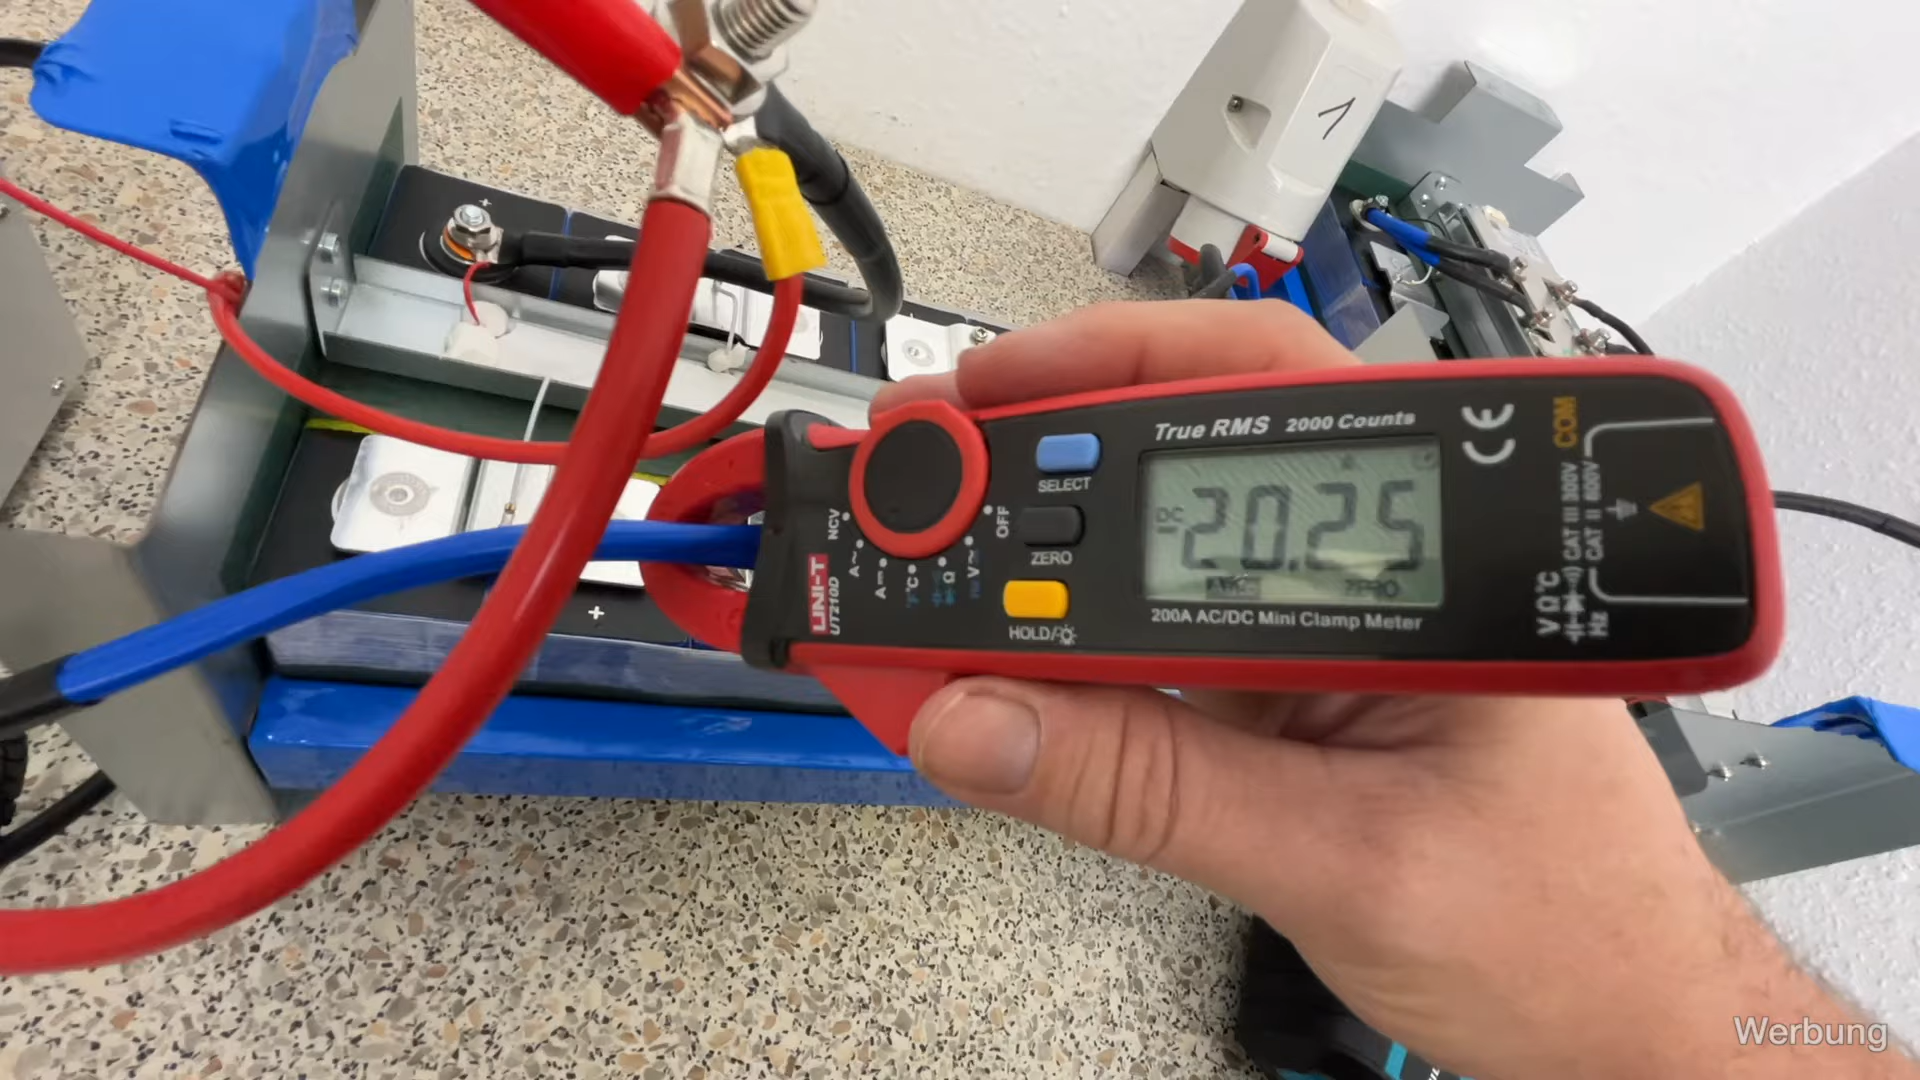 1
+
True RMS 2000 Counts
SELECT
ZERO
HOLD/
OFF
NCV
A~
A
°C
Ω
V
UNI-T
UT210D
DC
20.25
ZERO
200A AC/DC Mini Clamp Meter
CE
COM
CAT III 300V
CAT II 600V
VΩ°C
Hz
+
Werbung